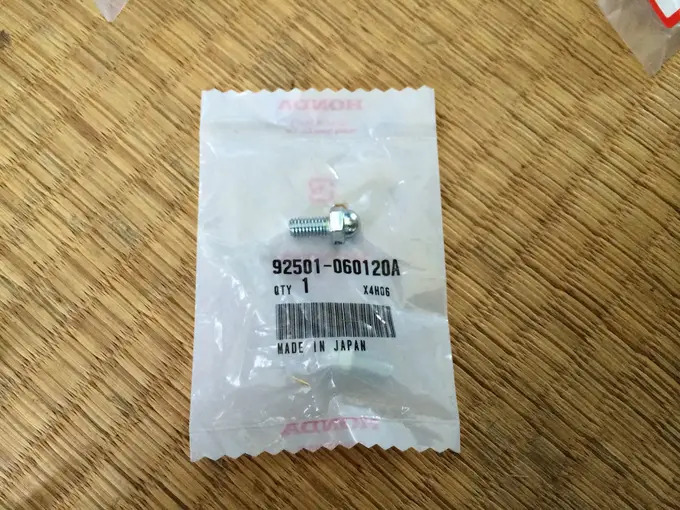 HONDA
92501-060120A
QTY 1 X4H06
MADE IN JAPAN
HONDA